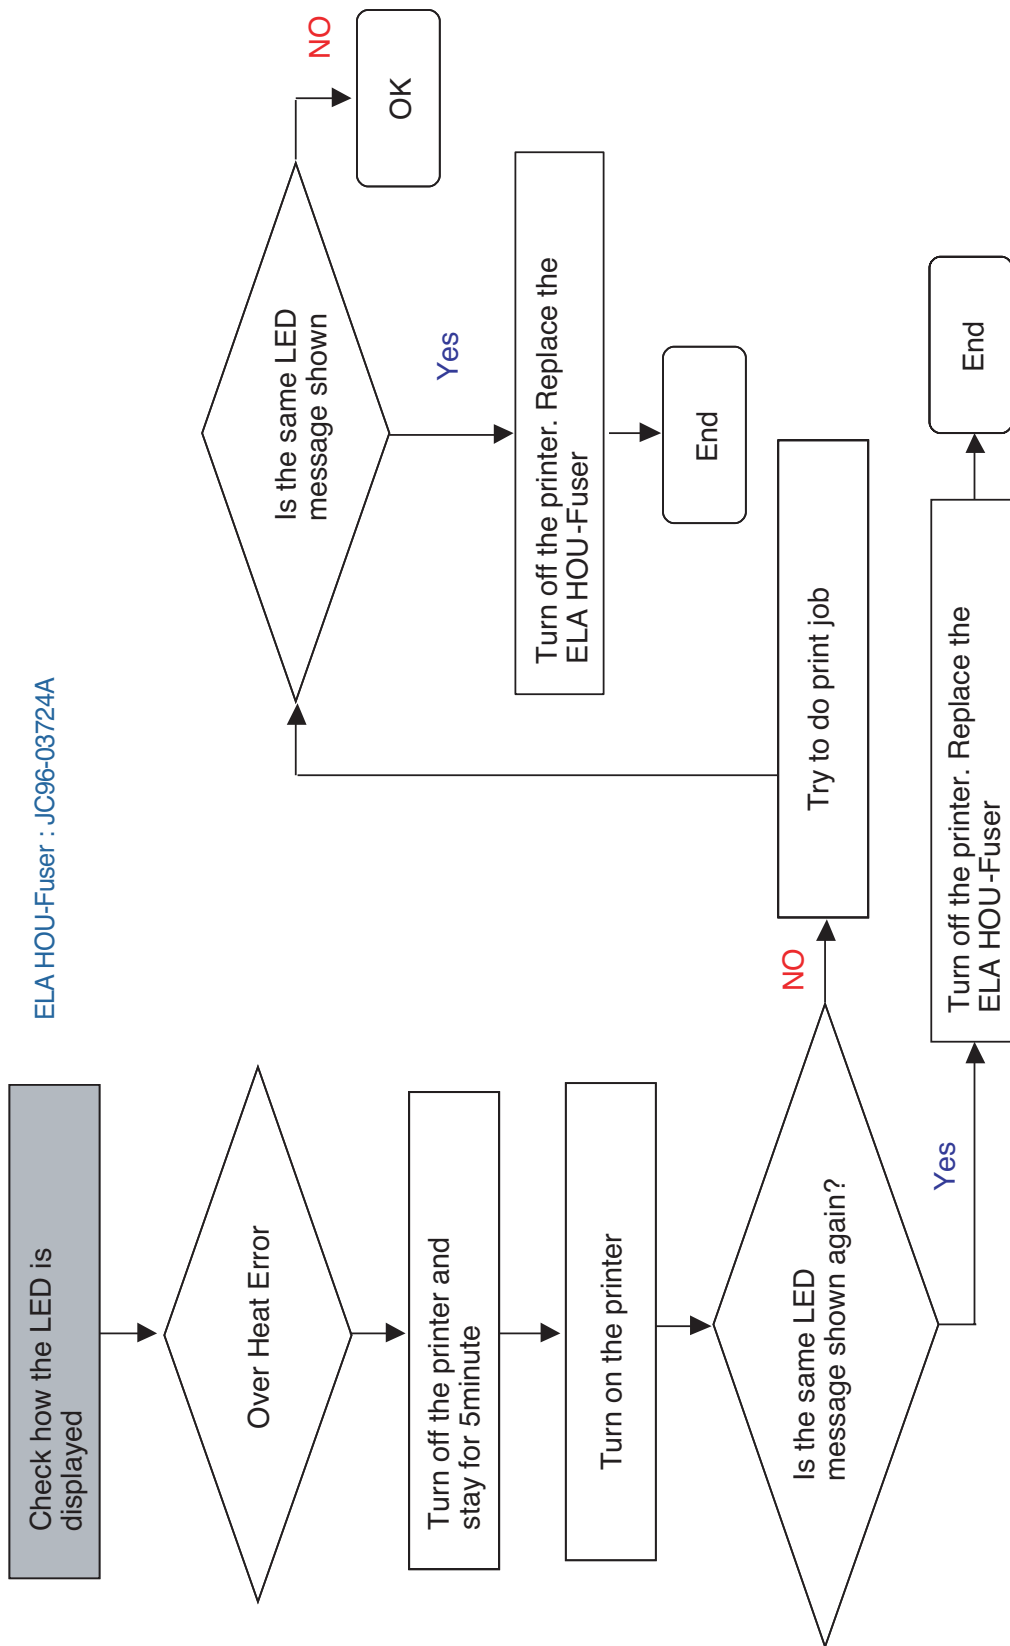 ELA HOU-Fuser : JC96-03724A
Check how the LED is
displayed
Over Heat Error
Turn off the printer and
stay for 5minute
Turn on the printer
Is the same LED
message shown again?
NO
Yes
Try to do print job
Turn off the printer. Replace the
ELA HOU-Fuser
End
Is the same LED
message shown
NO
OK
Yes
Turn off the printer. Replace the
ELA HOU-Fuser
End